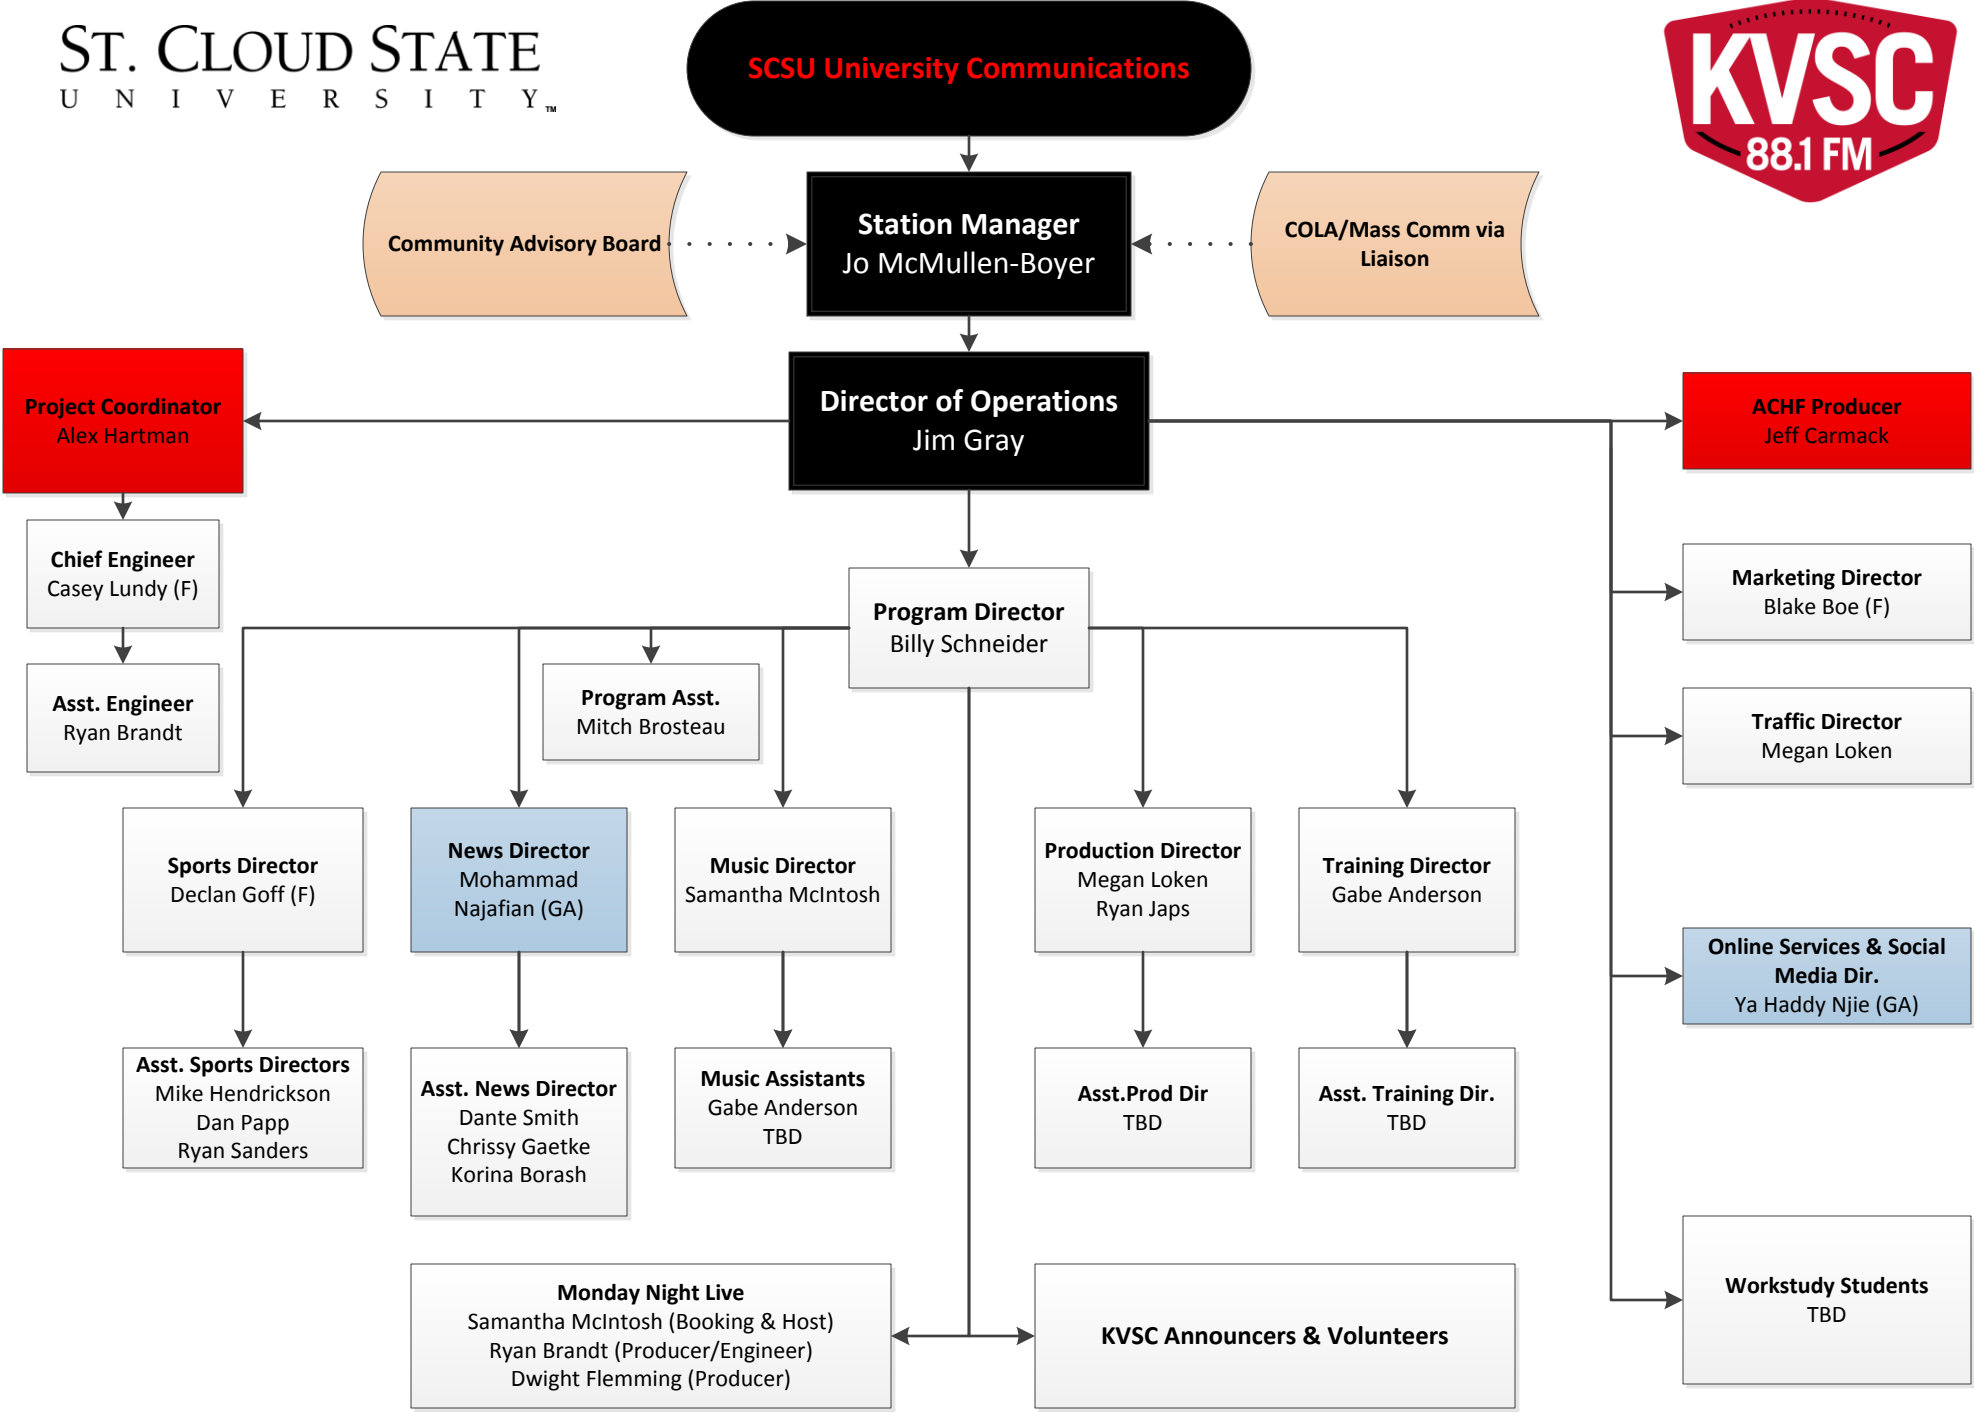 ST. CLOUD STATE
UNIVERSITY™
SCSU University Communications
KVSC
88.1 FM
Community Advisory Board
Station Manager
Jo McMullen-Boyer
COLA/Mass Comm via
Liaison
Project Coordinator
Alex Hartman
Director of Operations
Jim Gray
ACHF Producer
Jeff Carmack
Chief Engineer
Casey Lundy (F)
Marketing Director
Blake Boe (F)
Program Director
Billy Schneider
Asst. Engineer
Ryan Brandt
Program Asst.
Mitch Brosteau
Traffic Director
Megan Loken
Sports Director
Declan Goff (F)
News Director
Mohammad
Najafian (GA)
Music Director
Samantha McIntosh
Production Director
Megan Loken
Ryan Japs
Training Director
Gabe Anderson
Online Services & Social
Media Dir.
Ya Haddy Njie (GA)
Asst. Sports Directors
Mike Hendrickson
Dan Papp
Ryan Sanders
Asst. News Director
Dante Smith
Chrissy Gaetke
Korina Borash
Music Assistants
Gabe Anderson
TBD
Asst.Prod Dir
TBD
Asst. Training Dir.
TBD
Workstudy Students
TBD
Monday Night Live
Samantha McIntosh (Booking & Host)
Ryan Brandt (Producer/Engineer)
Dwight Flemming (Producer)
KVSC Announcers & Volunteers